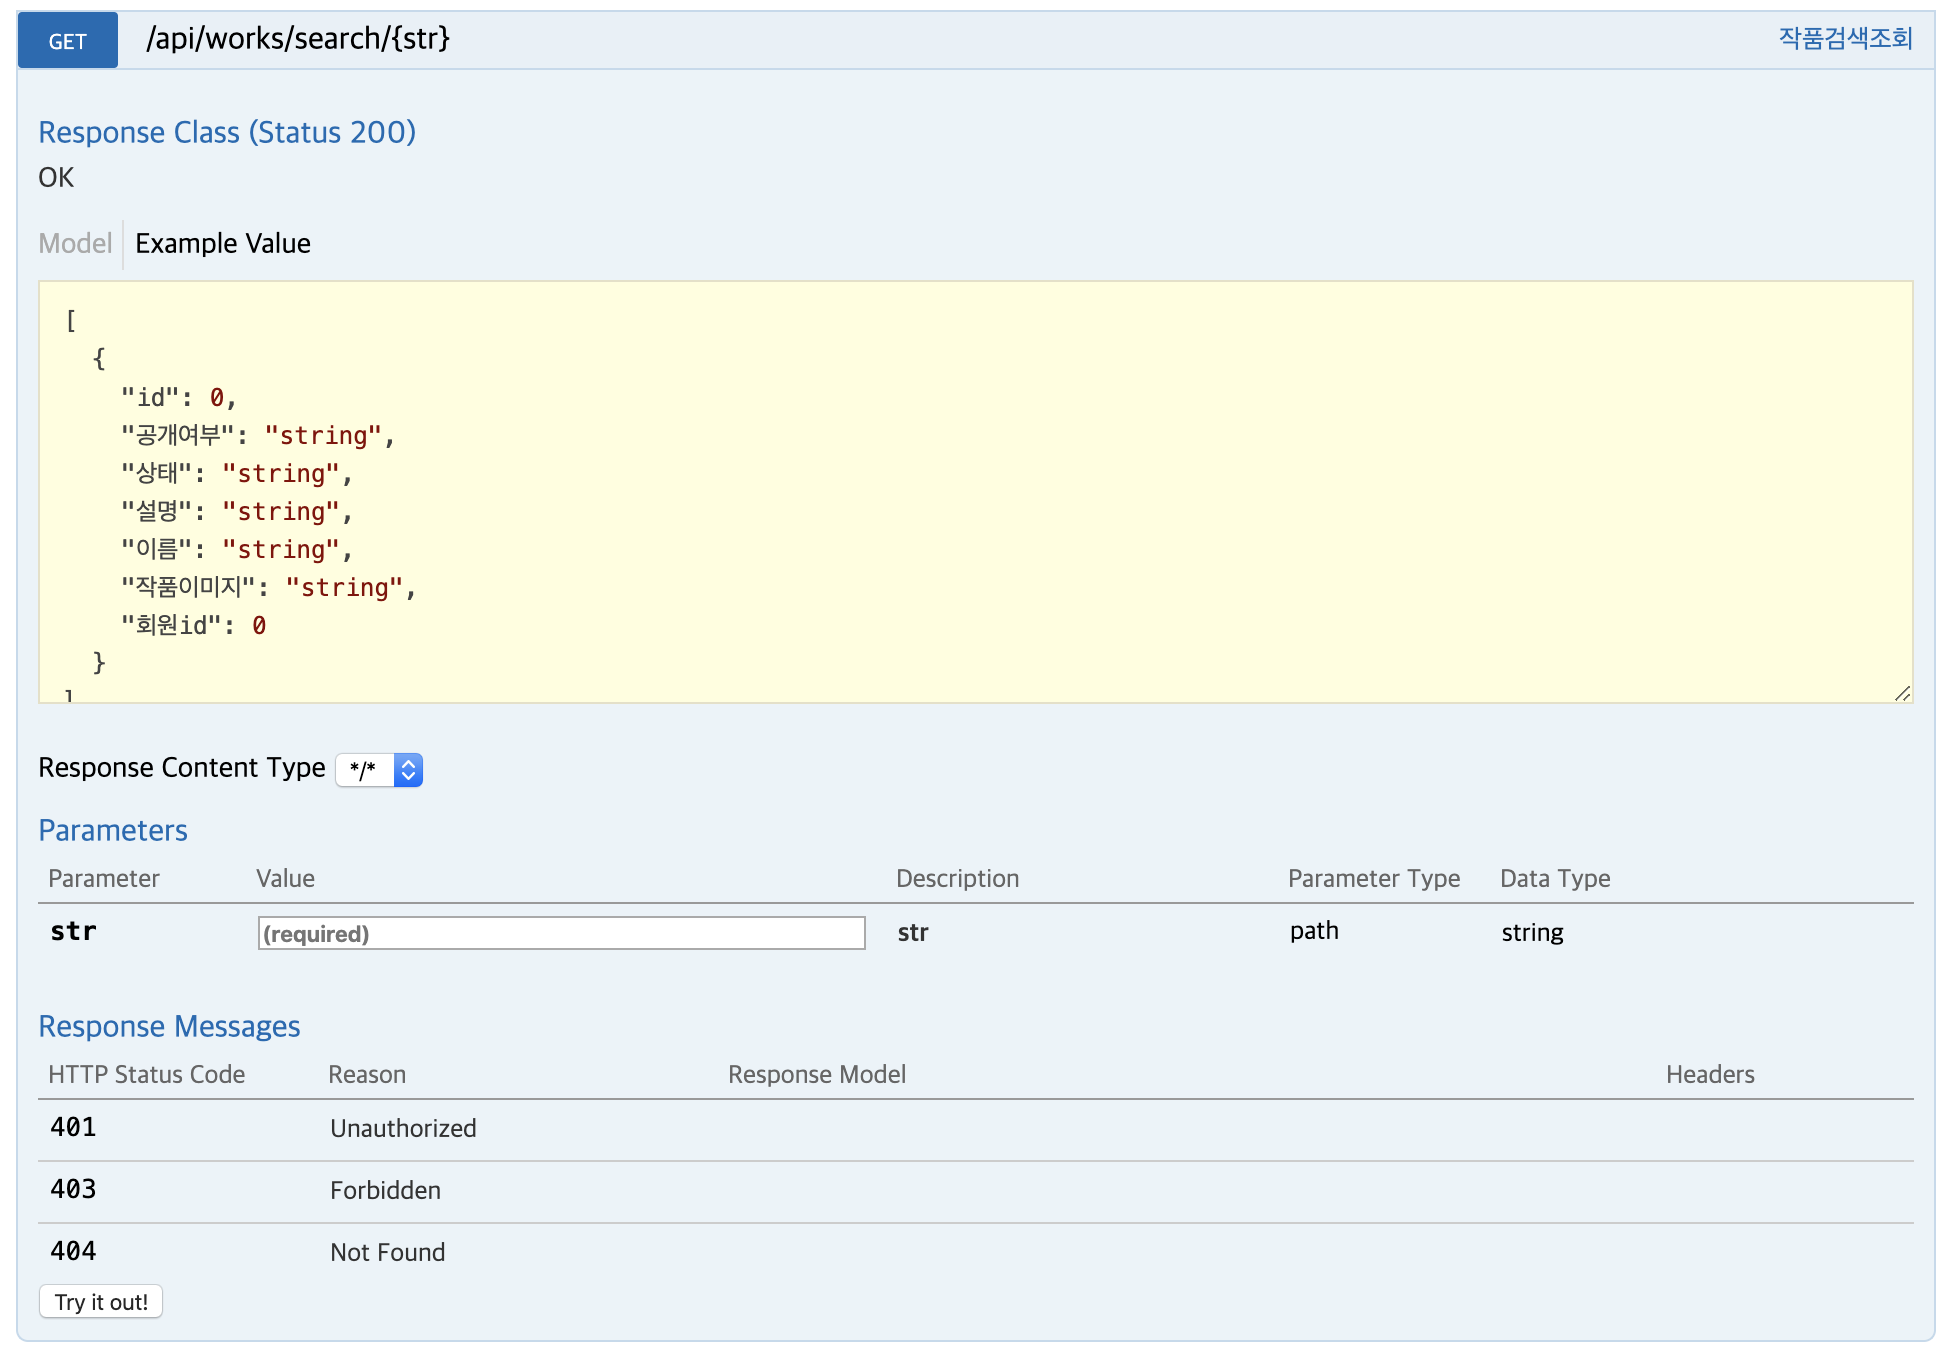 GET /api/works/search/{str} 작품검색조회
Response Class (Status 200)
OK
Model Example Value
[
{
"id": 0,
"공개여부": "string",
"상태": "string",
"설명": "string",
"이름": "string",
"작품이미지": "string",
"회원id": 0
}
]
Response Content Type */*
Parameters
Parameter Value Description Parameter Type Data Type
str (required) str path string
Response Messages
HTTP Status Code Reason Response Model Headers
401 Unauthorized
403 Forbidden
404 Not Found
Try it out!